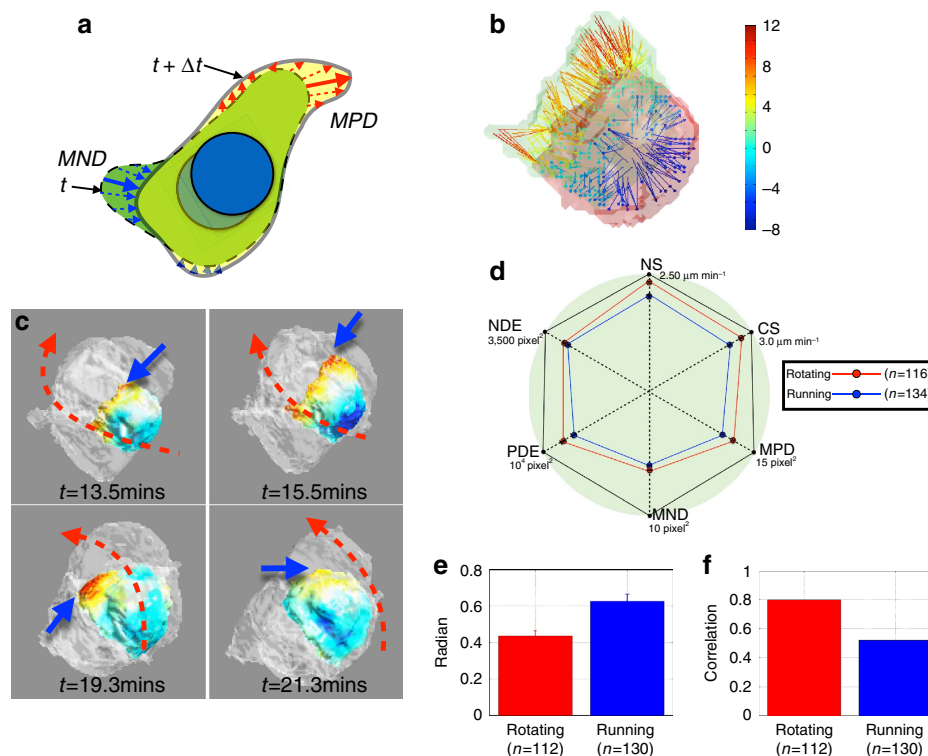 a
t + Δt
MPD
MND
t
b
12
8
4
0
−4
−8
c
t=13.5mins
t=15.5mins
t=19.3mins
t=21.3mins
d
NS
2.50 μm min⁻¹
NDE
3,500 pixel²
CS
3.0 μm min⁻¹
Rotating (n=116
Running (n=134
PDE
10⁴ pixel²
MPD
15 pixel²
MND
10 pixel²
e
0.8
0.6
0.4
0.2
0
Radian
Rotating
(n=112)
Running
(n=130)
f
1
0.8
0.6
0.4
0.2
0
Correlation
Rotating
(n=112)
Running
(n=130)